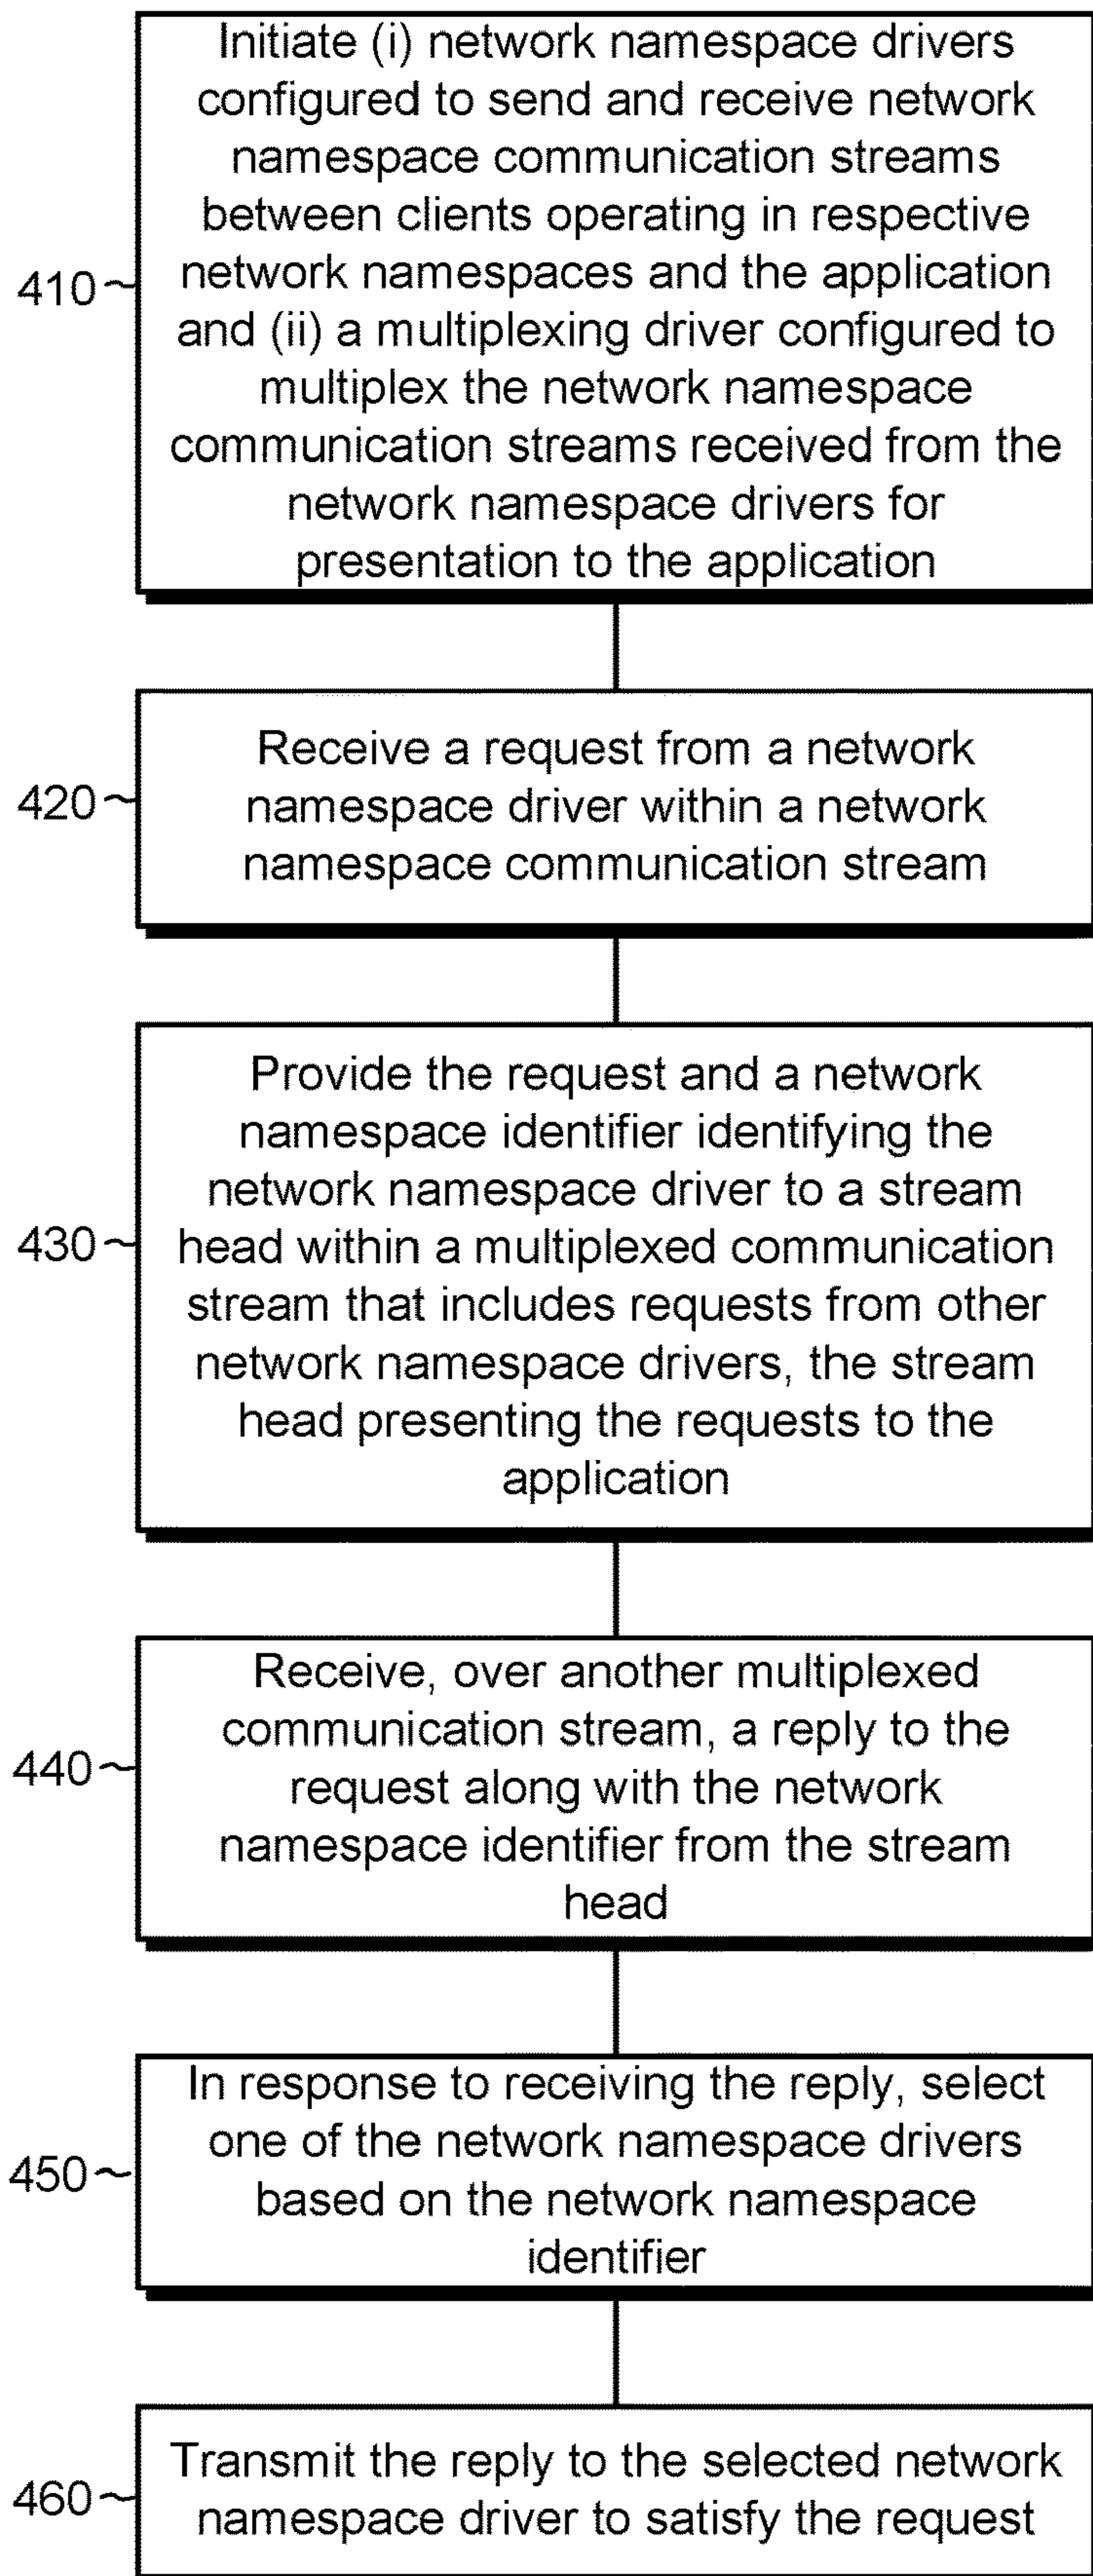 Initiate (i) network namespace drivers
configured to send and receive network
namespace communication streams
between clients operating in respective
network namespaces and the application
and (ii) a multiplexing driver configured to
multiplex the network namespace
communication streams received from the
network namespace drivers for
presentation to the application
410
Receive a request from a network
namespace driver within a network
namespace communication stream
420
Provide the request and a network
namespace identifier identifying the
network namespace driver to a stream
head within a multiplexed communication
stream that includes requests from other
network namespace drivers, the stream
head presenting the requests to the
application
430
Receive, over another multiplexed
communication stream, a reply to the
request along with the network
namespace identifier from the stream
head
440
In response to receiving the reply, select
one of the network namespace drivers
based on the network namespace
identifier
450
Transmit the reply to the selected network
namespace driver to satisfy the request
460